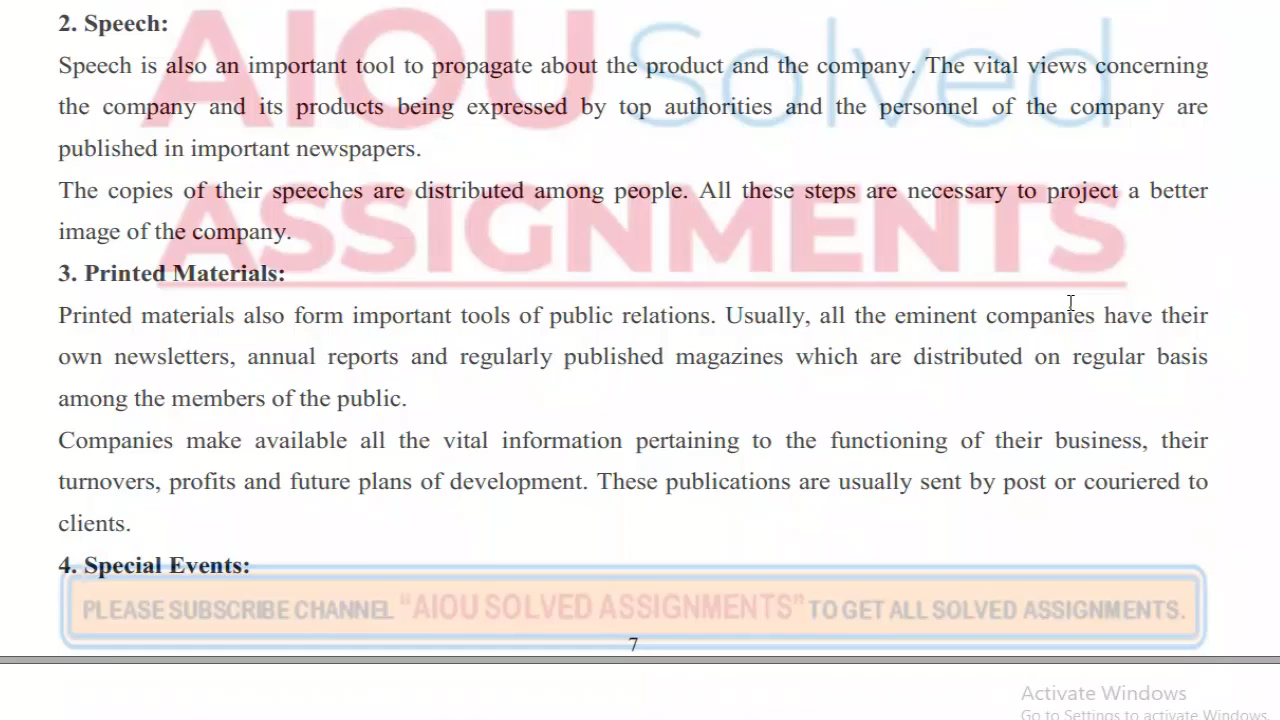 2. Speech:
Speech is also an important tool to propagate about the product and the company. The vital views concerning
the company and its products being expressed by top authorities and the personnel of the company are
published in important newspapers.
The copies of their speeches are distributed among people. All these steps are necessary to project a better
image of the company.
3. Printed Materials:
Printed materials also form important tools of public relations. Usually, all the eminent companies have their
own newsletters, annual reports and regularly published magazines which are distributed on regular basis
among the members of the public.
Companies make available all the vital information pertaining to the functioning of their business, their
turnovers, profits and future plans of development. These publications are usually sent by post or couriered to
clients.
4. Special Events:
AIOU Solved
ASSIGNMENTS
PLEASE SUBSCRIBE CHANNEL "AIOU SOLVED ASSIGNMENTS" TO GET ALL SOLVED ASSIGNMENTS.
7
Activate Windows
Go to Settings to activate Windows.